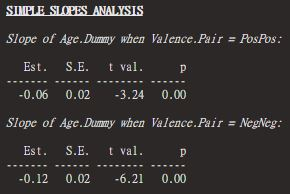 SIMPLE SLOPES ANALYSIS
Slope of Age.Dummy when Valence.Pair = PosPos:
Est. S.E. t val. p
------- ------ -------- ------
-0.06 0.02 -3.24 0.00
Slope of Age.Dummy when Valence.Pair = NegNeg:
Est. S.E. t val. p
------- ------ -------- ------
-0.12 0.02 -6.21 0.00